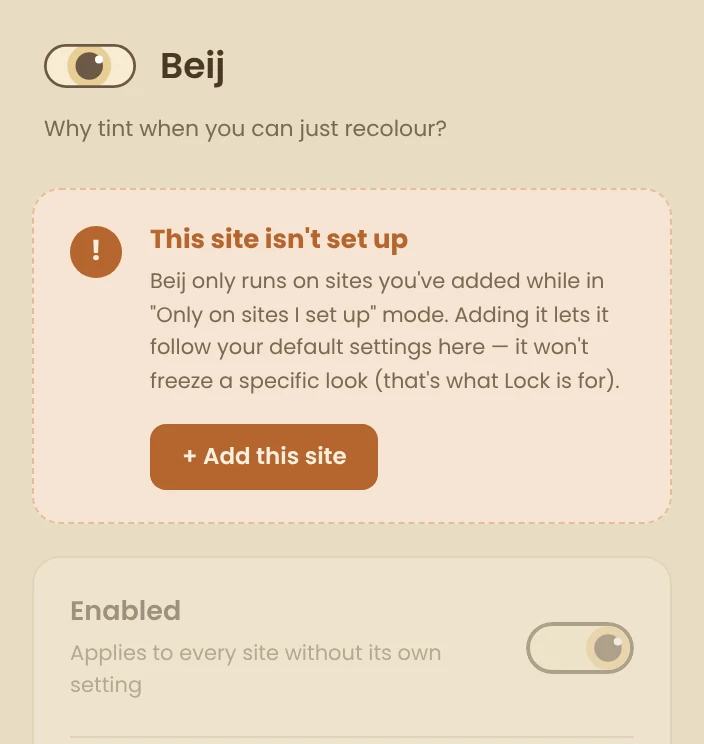 Beij
Why tint when you can just recolour?
!
This site isn't set up
Beij only runs on sites you've added while in
"Only on sites I set up" mode. Adding it lets it
follow your default settings here — it won't
freeze a specific look (that's what Lock is for).
+ Add this site
Enabled
Applies to every site without its own
setting